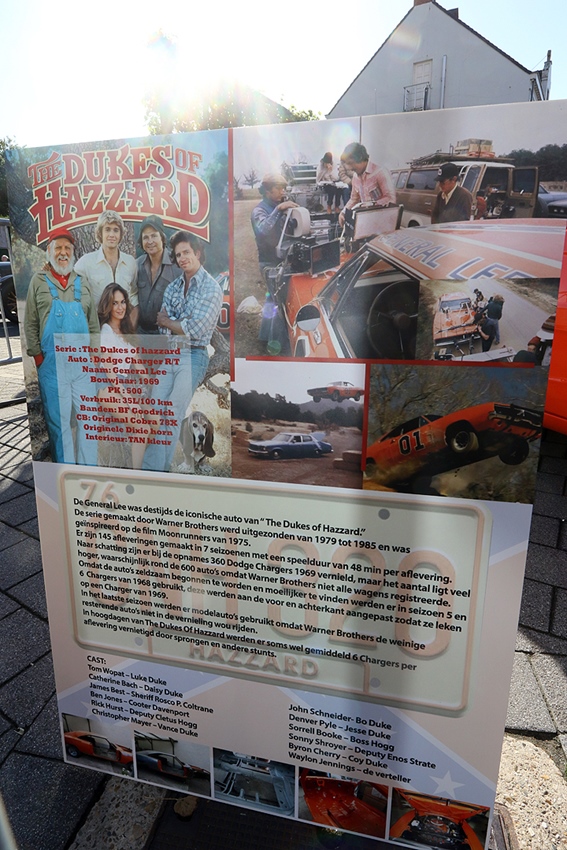 THE DUKES OF
HAZZARD
GENERAL LEE
Serie : The Dukes of hazzard
Auto : Dodge Charger R/T
Naam: General Lee
Bouwjaar: 1969
PK : 500
Verbruik: 35L/100 km
Banden: BF Goodrich
CB: Original Cobra 78X
Originele Dixie horn
Interieur: TAN kleur
01
76
De General Lee was destijds de iconische auto van " The Dukes of Hazzard."
De serie gemaakt door Warner Brothers werd uitgezonden van 1979 tot 1985 en was
geïnspireerd op de film Moonrunners van 1975.
Er zijn 145 afleveringen gemaakt in 7 seizoenen met een speelduur van 48 min per aflevering.
Naar schatting zijn er bij de opnames 360 Dodge Chargers 1969 vernield, maar het aantal ligt veel
hoger, waarschijnlijk rond de 600 auto's omdat Warner Brothers niet alle wagens registreerde.
Omdat de auto's zeldzaam begonnen te worden en moeilijker te vinden werden er in seizoen 5 en
6 Chargers van 1968 gebruikt, deze werden aan de voor en achterkant aangepast zodat ze leken
op een Charger van 1969.
In het laatste seizoen werden er modelauto's gebruikt omdat Warner Brothers de weinige
resterende auto's niet in de vernieling wou rijden.
In hoogdagen van The Dukes Of Hazzard werden er soms wel gemiddeld 6 Chargers per
aflevering vernietigd door sprongen en andere stunts.
HAZZARD
CAST:
Tom Wopat – Luke Duke
Catherine Bach – Daisy Duke
James Best – Sheriff Rosco P. Coltrane
Ben Jones – Cooter Davenport
Rick Hurst – Deputy Cletus Hogg
Christopher Mayer – Vance Duke
John Schneider- Bo Duke
Denver Pyle – Jesse Duke
Sorrell Booke – Boss Hogg
Sonny Shroyer – Deputy Enos Strate
Byron Cherry – Coy Duke
Waylon Jennings – de verteller